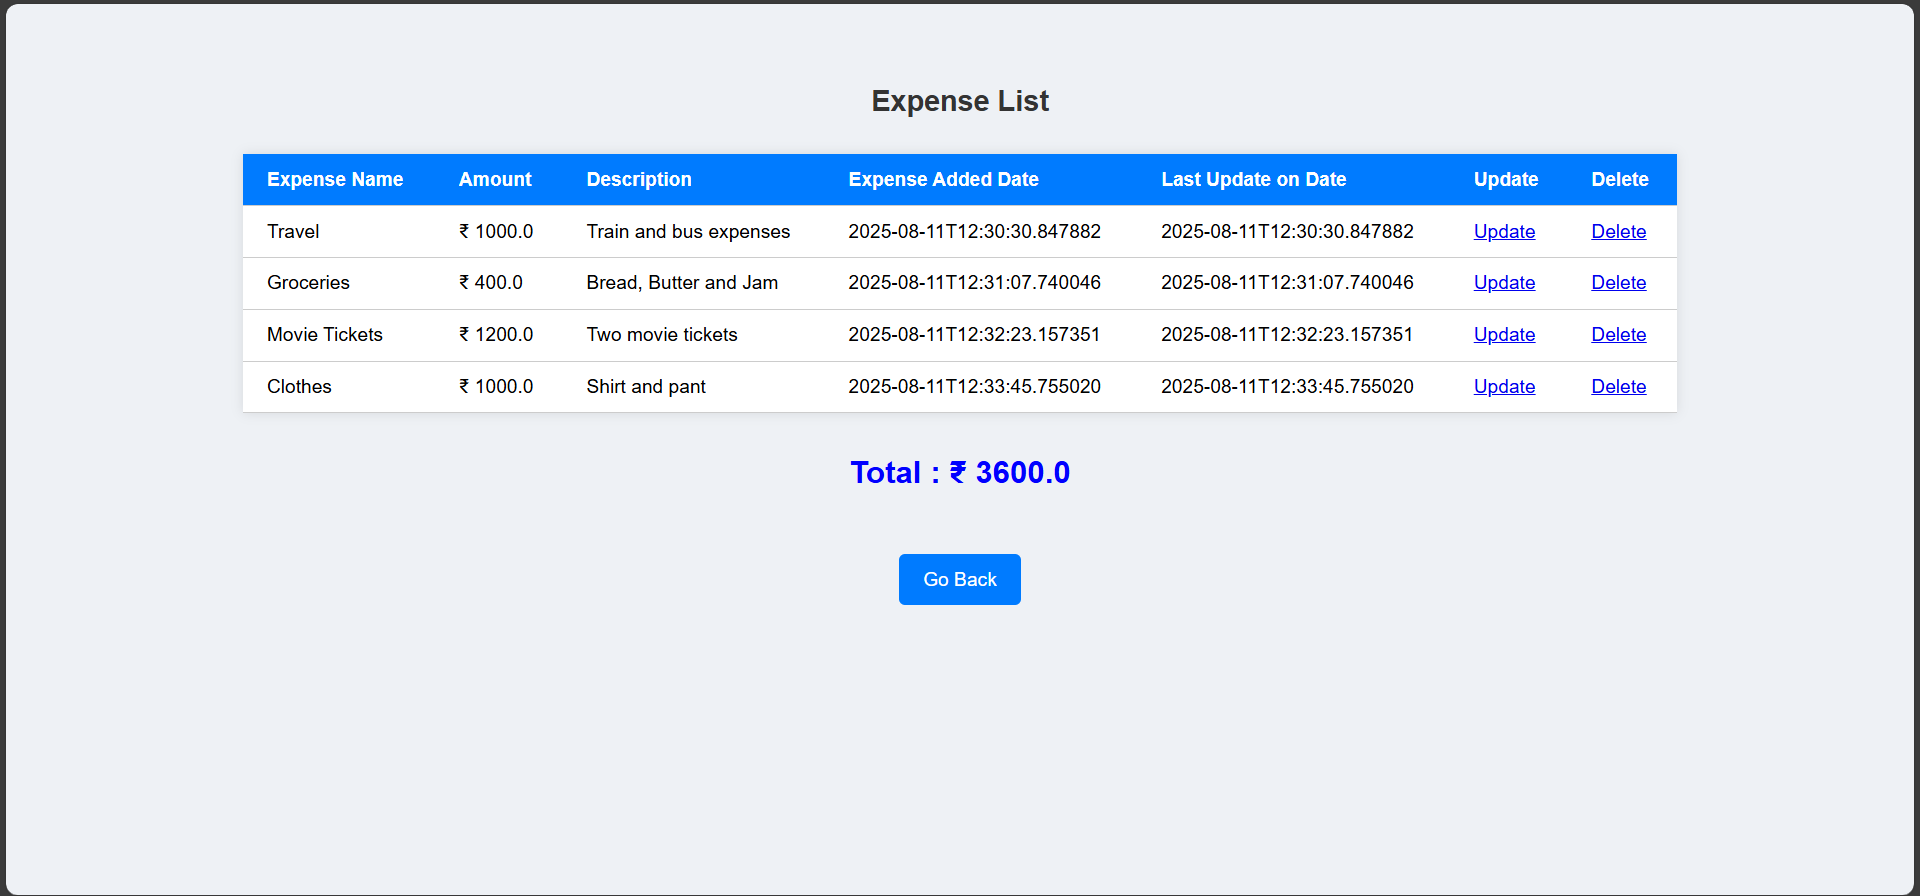 Expense List
Expense Name Amount Description Expense Added Date Last Update on Date Update Delete
Travel ₹ 1000.0 Train and bus expenses 2025-08-11T12:30:30.847882 2025-08-11T12:30:30.847882 Update Delete
Groceries ₹ 400.0 Bread, Butter and Jam 2025-08-11T12:31:07.740046 2025-08-11T12:31:07.740046 Update Delete
Movie Tickets ₹ 1200.0 Two movie tickets 2025-08-11T12:32:23.157351 2025-08-11T12:32:23.157351 Update Delete
Clothes ₹ 1000.0 Shirt and pant 2025-08-11T12:33:45.755020 2025-08-11T12:33:45.755020 Update Delete
Total : ₹ 3600.0
Go Back